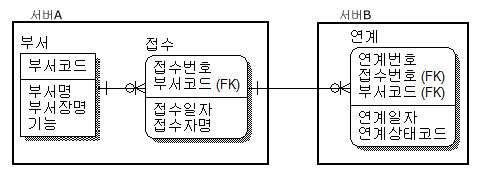 서버A
부서
부서코드
부서명
부서장명
기능
접수
접수번호
부서코드 (FK)
접수일자
접수자명
서버B
연계
연계번호
접수번호 (FK)
부서코드 (FK)
연계일자
연계상태코드